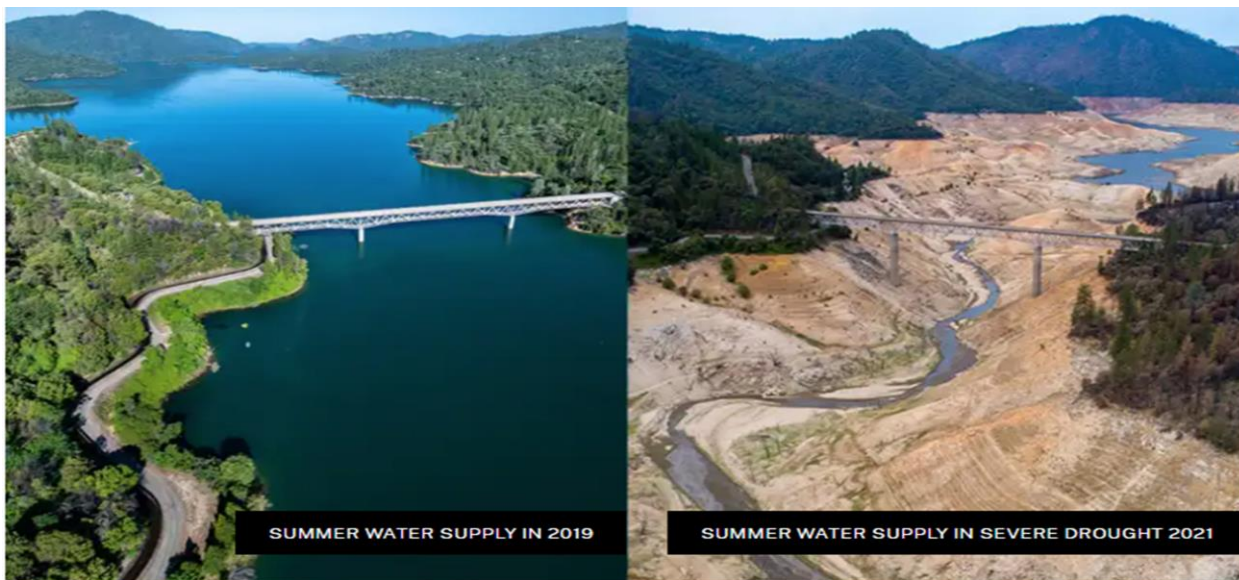 SUMMER WATER SUPPLY IN 2019
SUMMER WATER SUPPLY IN SEVERE DROUGHT 2021